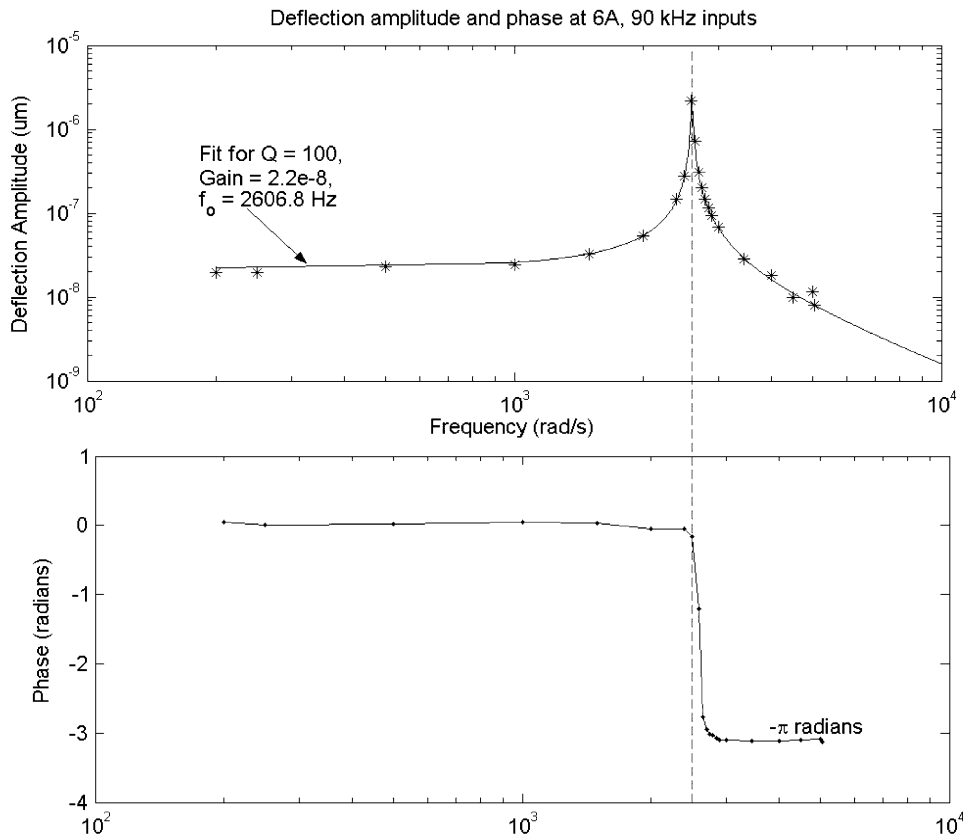 Deflection amplitude and phase at 6A, 90 kHz inputs
10^-5
10^-6
10^-7
10^-8
10^-9
Deflection Amplitude (um)
Fit for Q = 100,
Gain = 2.2e-8,
f_o = 2606.8 Hz
10^2
10^3
10^4
Frequency (rad/s)
1
0
-1
-2
-3
-4
Phase (radians)
-π radians
10^2
10^3
10^4